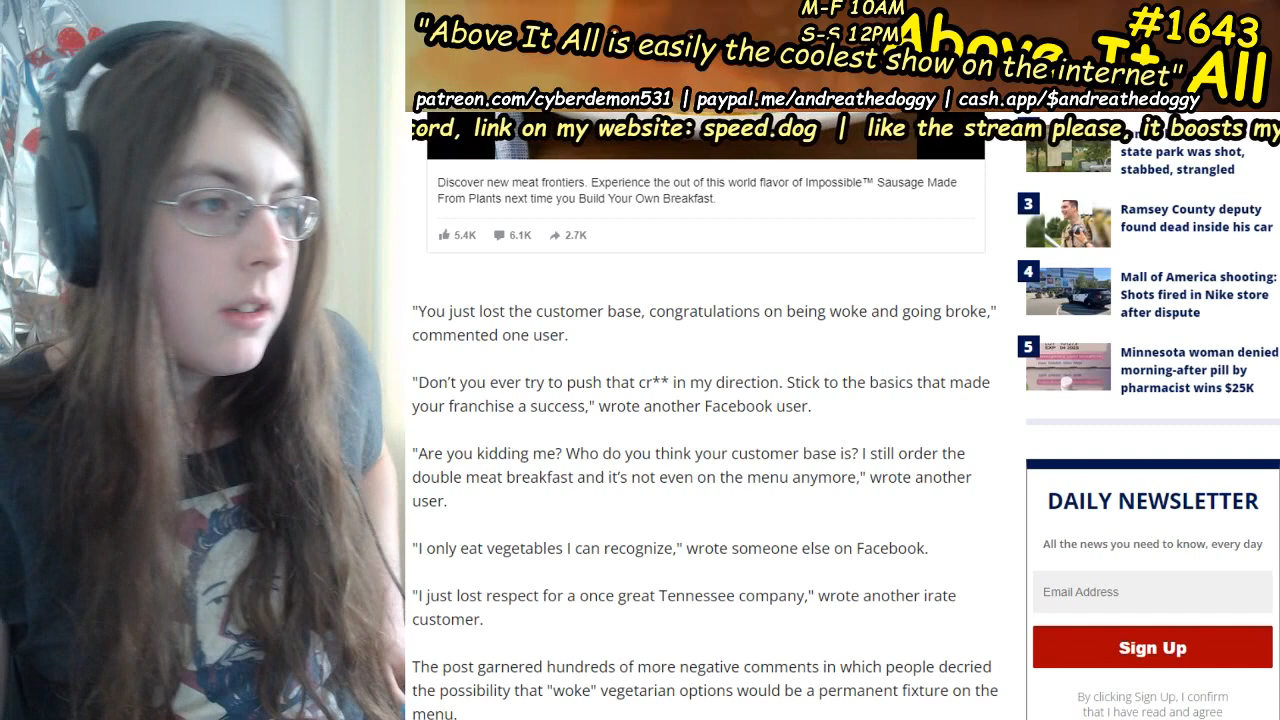 M-F 10AM
S-S 12PM
Above It All
#1643
"Above It All is easily the coolest show on the internet"
patreon.com/cyberdemon531 | paypal.me/andreathedoggy | cash.app/$andreathedoggy
cord, link on my website: speed.dog | like the stream please, it boosts my
Discover new meat frontiers. Experience the out of this world flavor of Impossible™ Sausage Made
From Plants next time you Build Your Own Breakfast.
5.4K 6.1K 2.7K
"You just lost the customer base, congratulations on being woke and going broke,"
commented one user.
"Don't you ever try to push that cr** in my direction. Stick to the basics that made
your franchise a success," wrote another Facebook user.
"Are you kidding me? Who do you think your customer base is? I still order the
double meat breakfast and it's not even on the menu anymore," wrote another
user.
"I only eat vegetables I can recognize," wrote someone else on Facebook.
"I just lost respect for a once great Tennessee company," wrote another irate
customer.
The post garnered hundreds of more negative comments in which people decried
the possibility that "woke" vegetarian options would be a permanent fixture on the
menu.
state park was shot,
stabbed, strangled
3
Ramsey County deputy
found dead inside his car
4
Mall of America shooting:
Shots fired in Nike store
after dispute
5
Minnesota woman denied
morning-after pill by
pharmacist wins $25K
DAILY NEWSLETTER
All the news you need to know, every day
Email Address
Sign Up
By clicking Sign Up, I confirm
that I have read and agree